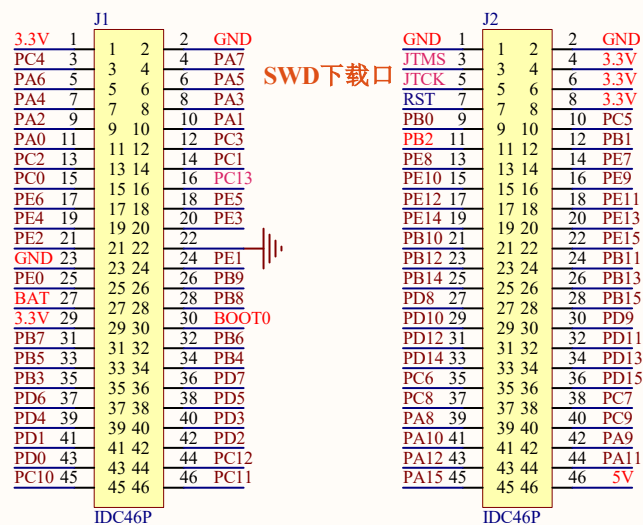 J1
3.3V 1 1 2 2 GND
PC4 3 3 4 4 PA7
PA6 5 5 6 6 PA5
PA4 7 7 8 8 PA3
PA2 9 9 10 10 PA1
PA0 11 11 12 12 PC3
PC2 13 13 14 14 PC1
PC0 15 15 16 16 PC13
PE6 17 17 18 18 PE5
PE4 19 19 20 20 PE3
PE2 21 21 22 22
GND 23 23 24 24 PE1
PE0 25 25 26 26 PB9
BAT 27 27 28 28 PB8
3.3V 29 29 30 30 BOOT0
PB7 31 31 32 32 PB6
PB5 33 33 34 34 PB4
PB3 35 35 36 36 PD7
PD6 37 37 38 38 PD5
PD4 39 39 40 40 PD3
PD1 41 41 42 42 PD2
PD0 43 43 44 44 PC12
PC10 45 45 46 46 PC11
IDC46P
SWD下载口
J2
GND 1 1 2 2 GND
JTMS 3 3 4 4 3.3V
JTCK 5 5 6 6 3.3V
RST 7 7 8 8 3.3V
PB0 9 9 10 10 PC5
PB2 11 11 12 12 PB1
PE8 13 13 14 14 PE7
PE10 15 15 16 16 PE9
PE12 17 17 18 18 PE11
PE14 19 19 20 20 PE13
PB10 21 21 22 22 PE15
PB12 23 23 24 24 PB11
PB14 25 25 26 26 PB13
PD8 27 27 28 28 PB15
PD10 29 29 30 30 PD9
PD12 31 31 32 32 PD11
PD14 33 33 34 34 PD13
PC6 35 35 36 36 PD15
PC8 37 37 38 38 PC7
PA8 39 39 40 40 PC9
PA10 41 41 42 42 PA9
PA12 43 43 44 44 PA11
PA15 45 45 46 46 5V
IDC46P